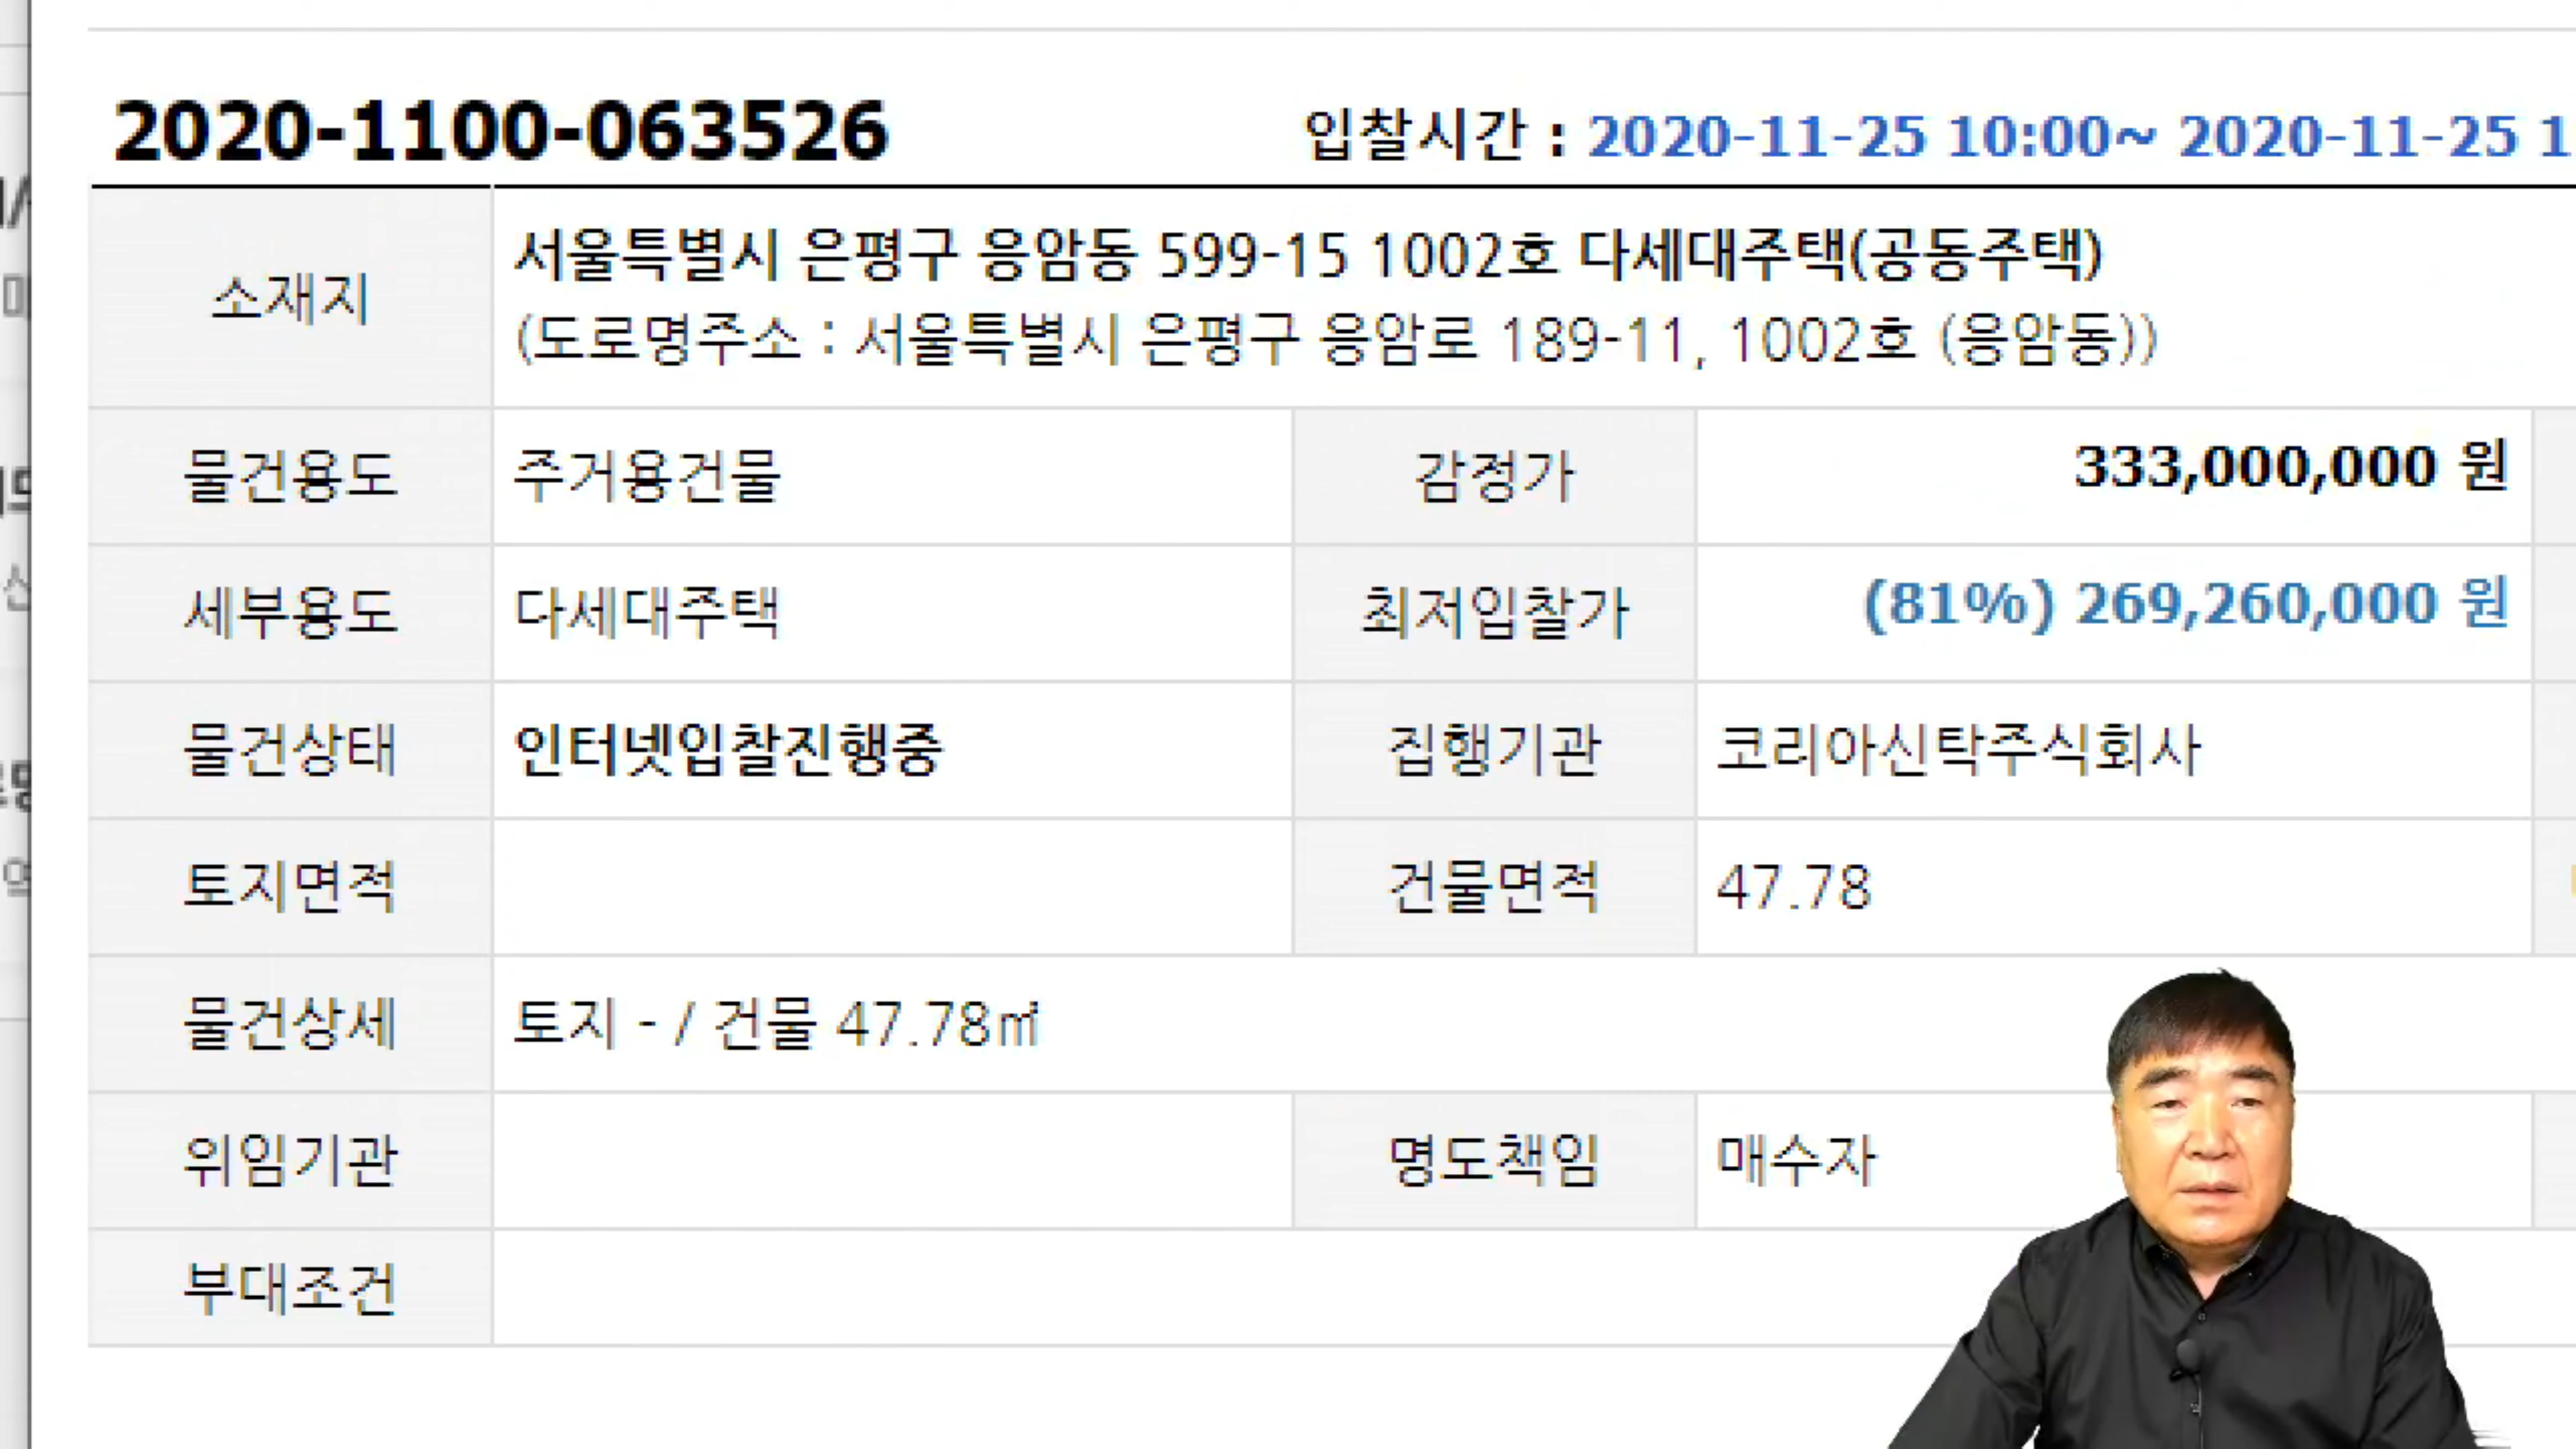 2020-1100-063526
입찰시간 : 2020-11-25 10:00~ 2020-11-25 1
소재지
서울특별시 은평구 응암동 599-15 1002호 다세대주택(공동주택)
(도로명주소 : 서울특별시 은평구 응암로 189-11, 1002호 (응암동))
물건용도 주거용건물 감정가 333,000,000 원
세부용도 다세대주택 최저입찰가 (81%) 269,260,000 원
물건상태 인터넷입찰진행중 집행기관 코리아신탁주식회사
토지면적 건물면적 47.78
물건상세 토지 - / 건물 47.78㎡
위임기관 명도책임 매수자
부대조건